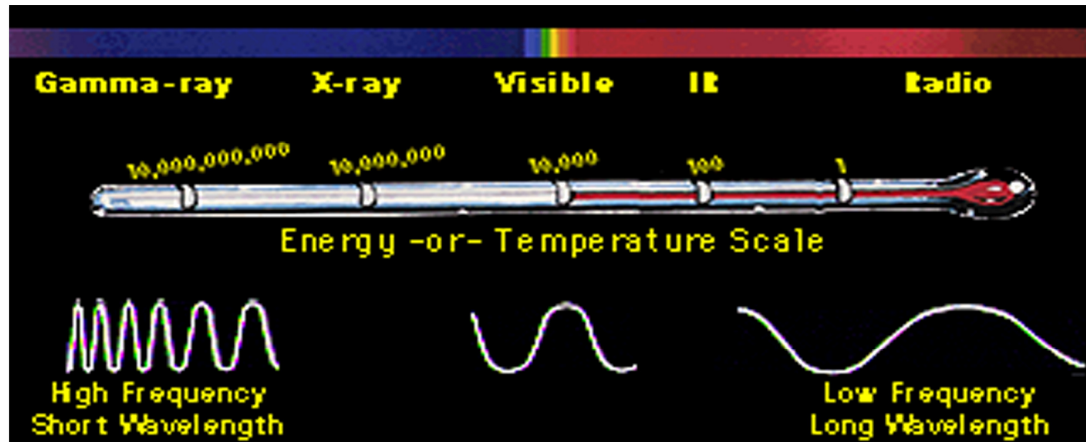 Gamma-ray X-ray Visible IR Radio
10,000,000,000 10,000,000 10,000 100 1
Energy -or- Temperature Scale
High Frequency Low Frequency
Short Wavelength Long Wavelength